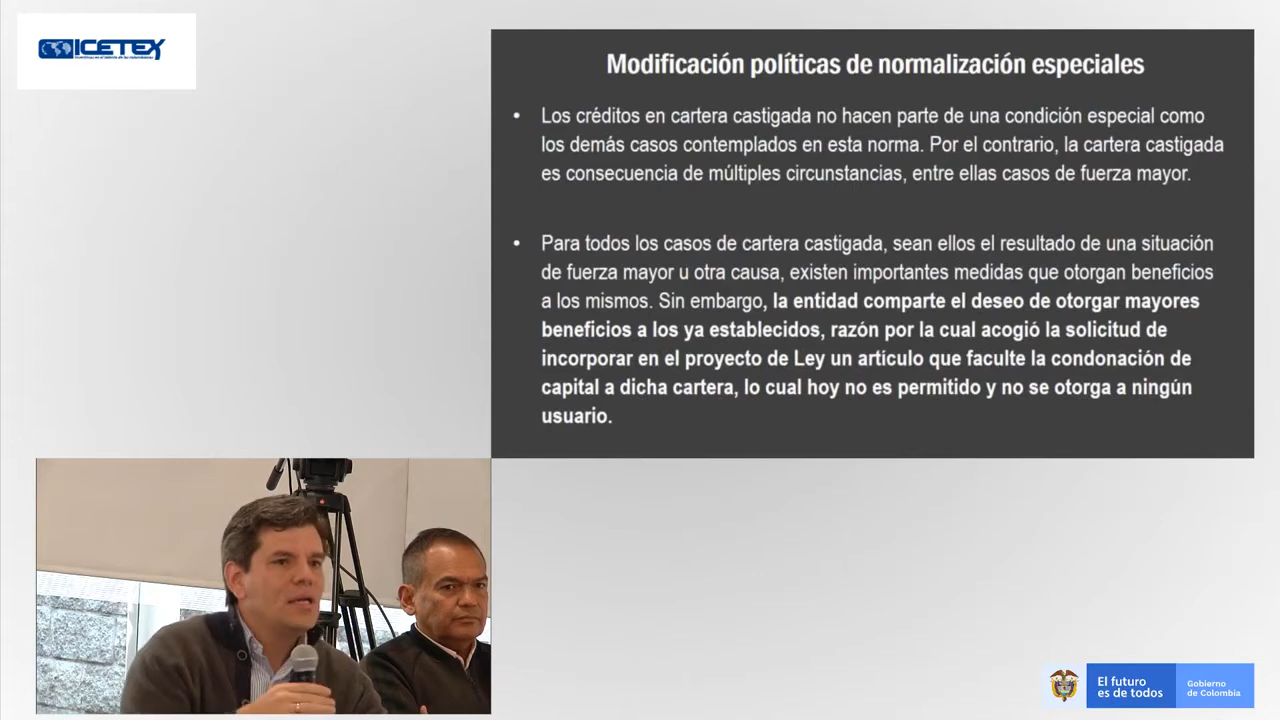 ICETEX
Modificación políticas de normalización especiales
• Los créditos en cartera castigada no hacen parte de una condición especial como
los demás casos contemplados en esta norma. Por el contrario, la cartera castigada
es consecuencia de múltiples circunstancias, entre ellas casos de fuerza mayor.
• Para todos los casos de cartera castigada, sean ellos el resultado de una situación
de fuerza mayor u otra causa, existen importantes medidas que otorgan beneficios
a los mismos. Sin embargo, la entidad comparte el deseo de otorgar mayores
beneficios a los ya establecidos, razón por la cual acogió la solicitud de
incorporar en el proyecto de Ley un artículo que faculte la condonación de
capital a dicha cartera, lo cual hoy no es permitido y no se otorga a ningún
usuario.
El futuro
es de todos
Gobierno
de Colombia